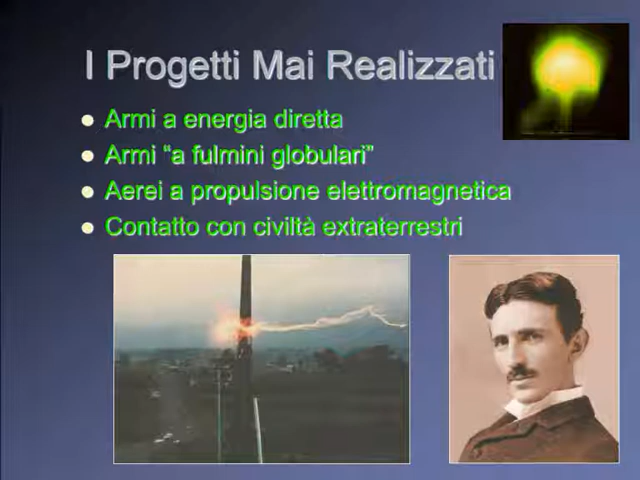 I Progetti Mai Realizzati
Armi a energia diretta
Armi “a fulmini globulari”
Aerei a propulsione elettromagnetica
Contatto con civiltà extraterrestri